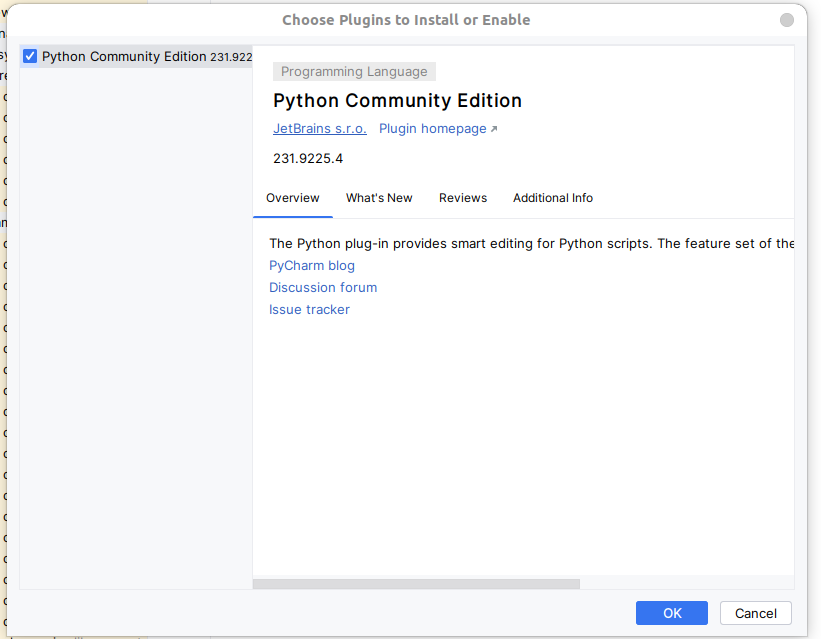 Choose Plugins to Install or Enable
Python Community Edition 231.922
Programming Language
Python Community Edition
JetBrains s.r.o. Plugin homepage ↗
231.9225.4
Overview What's New Reviews Additional Info
The Python plug-in provides smart editing for Python scripts. The feature set of the
PyCharm blog
Discussion forum
Issue tracker
OK Cancel